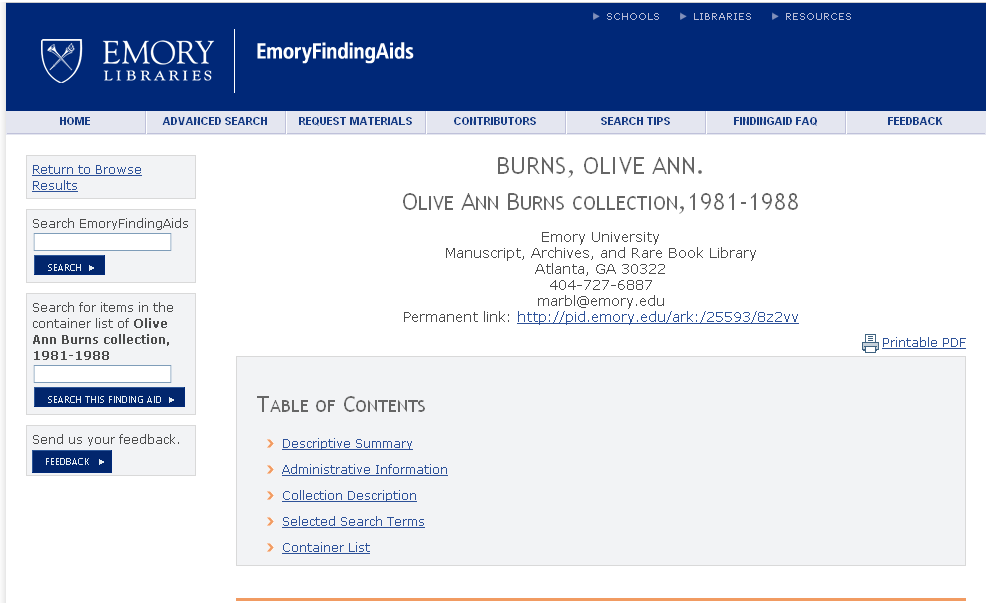 SCHOOLS LIBRARIES RESOURCES
EMORY
LIBRARIES
EmoryFindingAids
HOME ADVANCED SEARCH REQUEST MATERIALS CONTRIBUTORS SEARCH TIPS FINDINGAID FAQ FEEDBACK
Return to Browse
Results
Search EmoryFindingAids
SEARCH
Search for items in the
container list of Olive
Ann Burns collection,
1981-1988
SEARCH THIS FINDING AID
Send us your feedback.
FEEDBACK
BURNS, OLIVE ANN.
OLIVE ANN BURNS COLLECTION,1981-1988
Emory University
Manuscript, Archives, and Rare Book Library
Atlanta, GA 30322
404-727-6887
marbl@emory.edu
Permanent link: http://pid.emory.edu/ark:/25593/8z2vv
Printable PDF
TABLE OF CONTENTS
Descriptive Summary
Administrative Information
Collection Description
Selected Search Terms
Container List